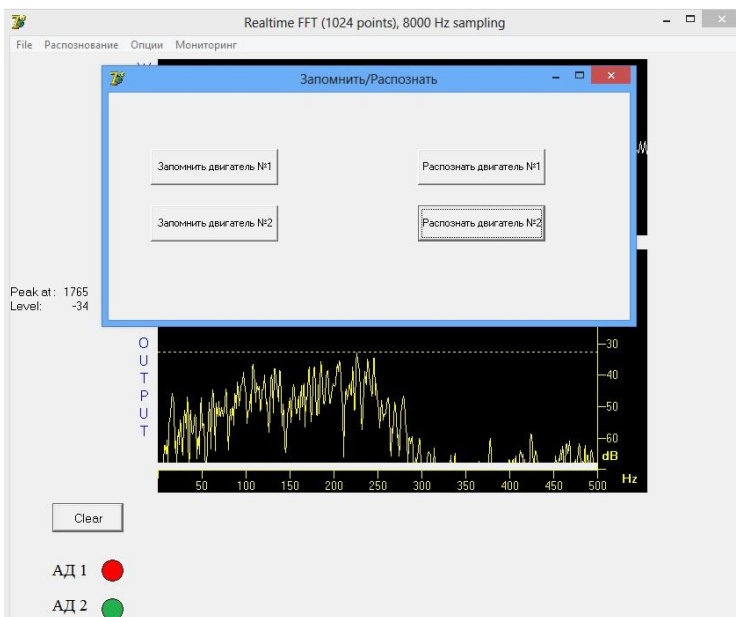 Realtime FFT (1024 points), 8000 Hz sampling
File Распознование Опции Мониторинг
Запомнить/Распознать
Запомнить двигатель №1 Распознать двигатель №1
Запомнить двигатель №2 Распознать двигатель №2
Peak at: 1765
Level: -34
OUTPUT
-30
-40
-50
-60
dB
50 100 150 200 250 300 350 400 450 500 Hz
Clear
АД 1
АД 2